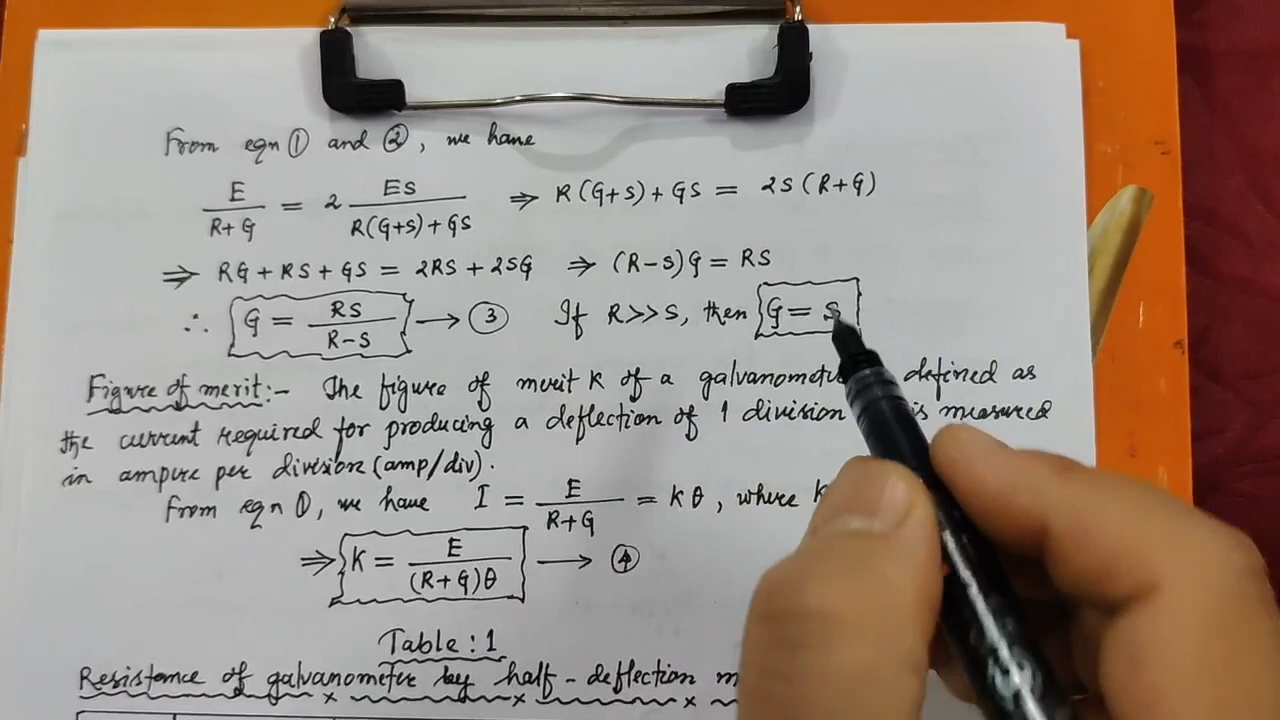 From eqn ① and ②, we have
E/(R+G) = 2 ES/(R(G+S)+GS) ⇒ R(G+S)+GS = 2S(R+G)
⇒ RG+RS+GS = 2RS+2SG ⇒ (R-S)G = RS
∴ G = RS/(R-S) → ③ If R>>S, then G = S
Figure of merit:- The figure of merit K of a galvanometer defined as
the current required for producing a deflection of 1 division is measured
in ampere per division (amp/div).
From eqn ①, we have I = E/(R+G) = Kθ, where K
⇒ K = E/((R+G)θ) → ④
Table: 1
Resistance of galvanometer by half-deflection